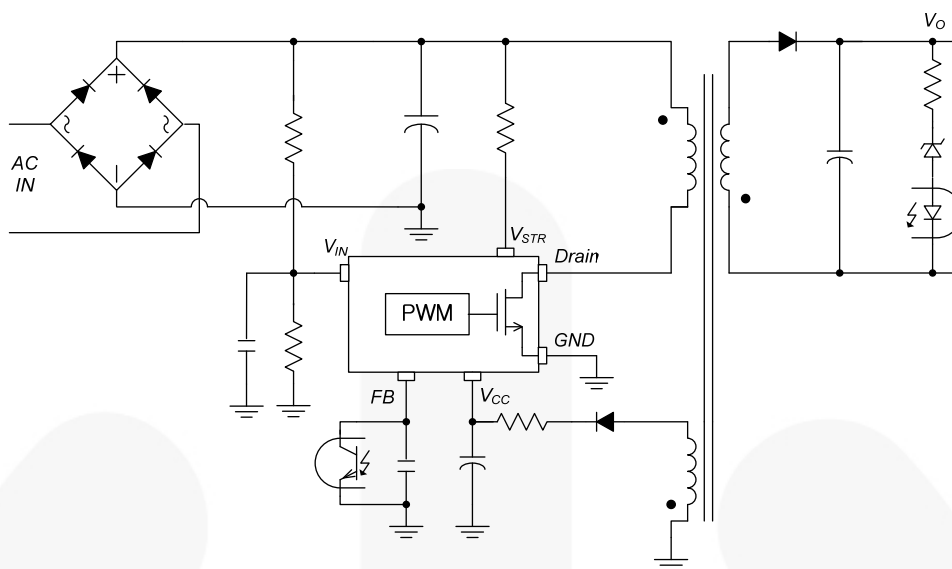 V_O
+
~ ~
AC
IN
−
V_IN
V_STR
Drain
PWM
GND
FB
V_CC